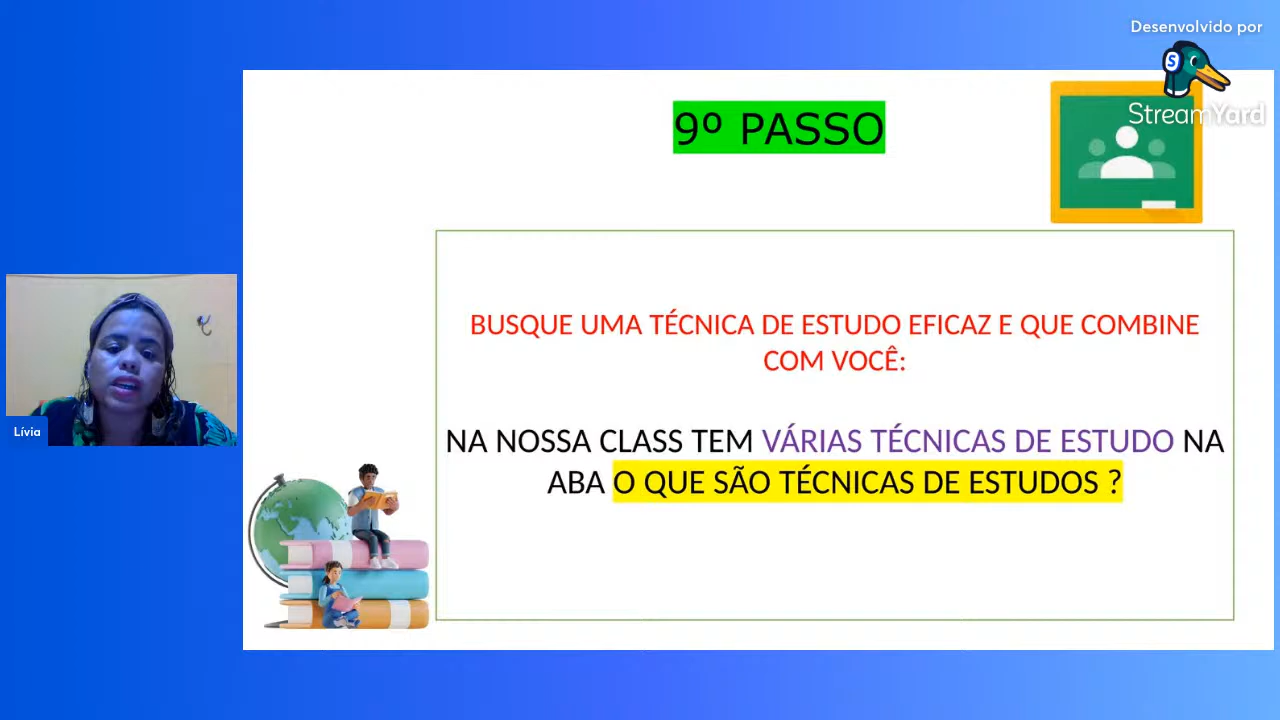 Desenvolvido por
StreamYard
9º PASSO
BUSQUE UMA TÉCNICA DE ESTUDO EFICAZ E QUE COMBINE
COM VOCÊ:
NA NOSSA CLASS TEM VÁRIAS TÉCNICAS DE ESTUDO NA
ABA O QUE SÃO TÉCNICAS DE ESTUDOS ?
Lívia